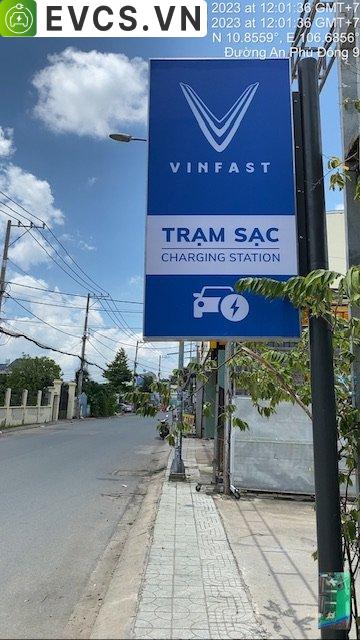 EVCS.VN
2023 at 12:01:36 GMT+7
2023 at 12:01:36 GMT+7
N 10.8559°, E 106.6856°
Đường An Phú Đông 9
VINFAST
TRẠM SẠC
CHARGING STATION